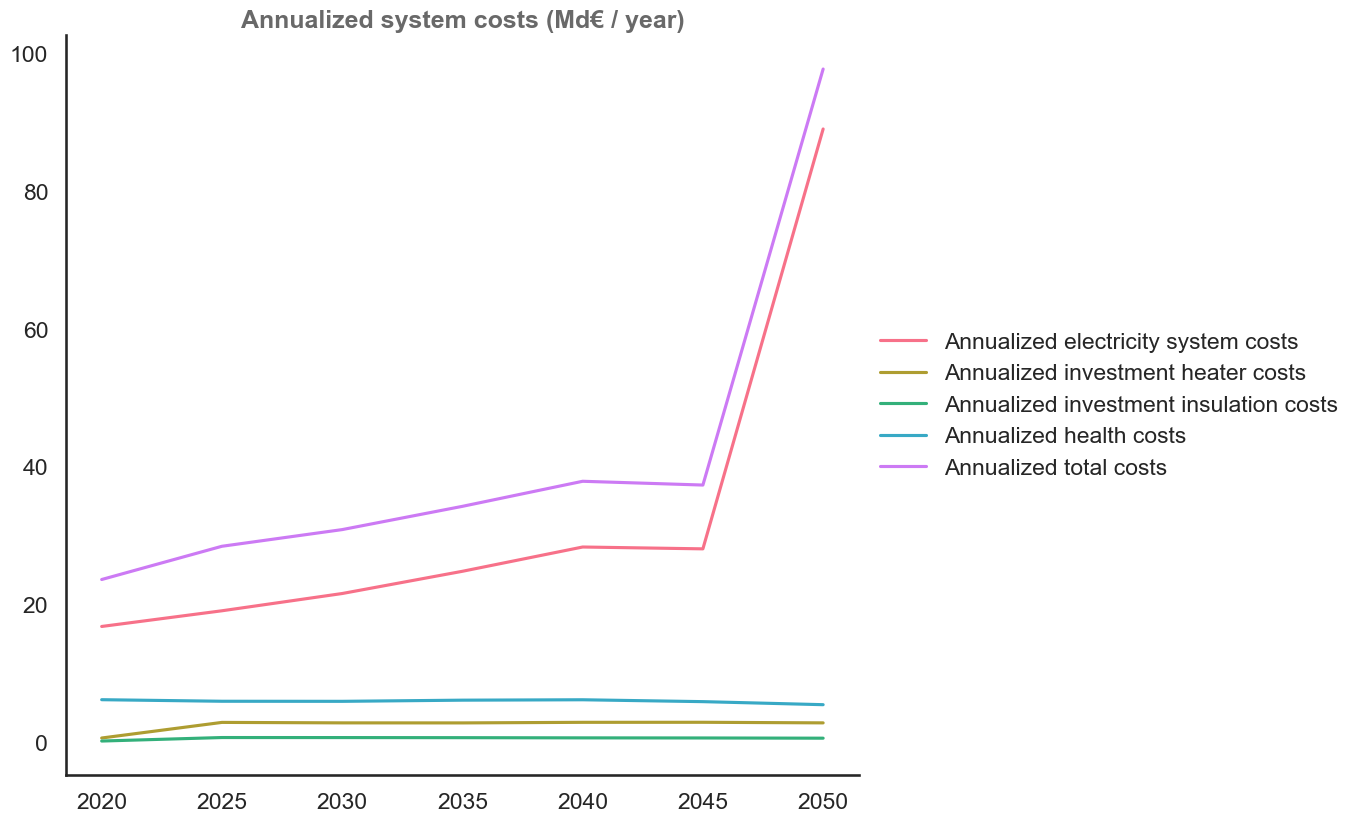 Annualized system costs (Md€ / year)
100
80
60
40
20
0
2020 2025 2030 2035 2040 2045 2050
Annualized electricity system costs
Annualized investment heater costs
Annualized investment insulation costs
Annualized health costs
Annualized total costs